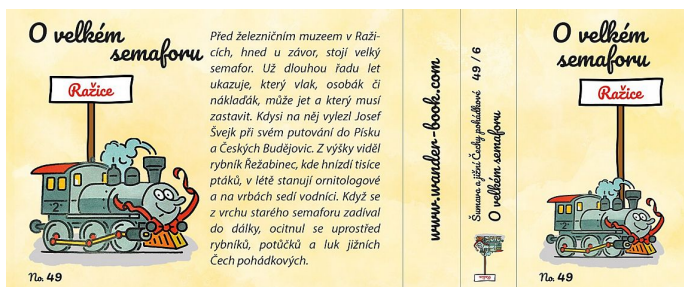 O velkém
semaforu
Ražice
"2"
No. 49
Před železničním muzeem v Raži-
cích, hned u závor, stojí velký
semafor. Už dlouhou řadu let
ukazuje, který vlak, osobák či
náklaďák, může jet a který musí
zastavit. Kdysi na něj vylezl Josef
Švejk při svém putování do Písku
a Českých Budějovic. Z výšky viděl
rybník Řežabinec, kde hnízdí tisíce
ptáků, v létě stanují ornitologové
a na vrbách sedí vodníci. Když se
z vrchu starého semaforu zadíval
do dálky, ocitnul se uprostřed
rybníků, potůčků a luk jižních
Čech pohádkových.
www.wander-book.com
Šumava a jižní Čechy pohádkové 49 / 6
O velkém semaforu
Ražice
O velkém
semaforu
Ražice
"2"
No. 49